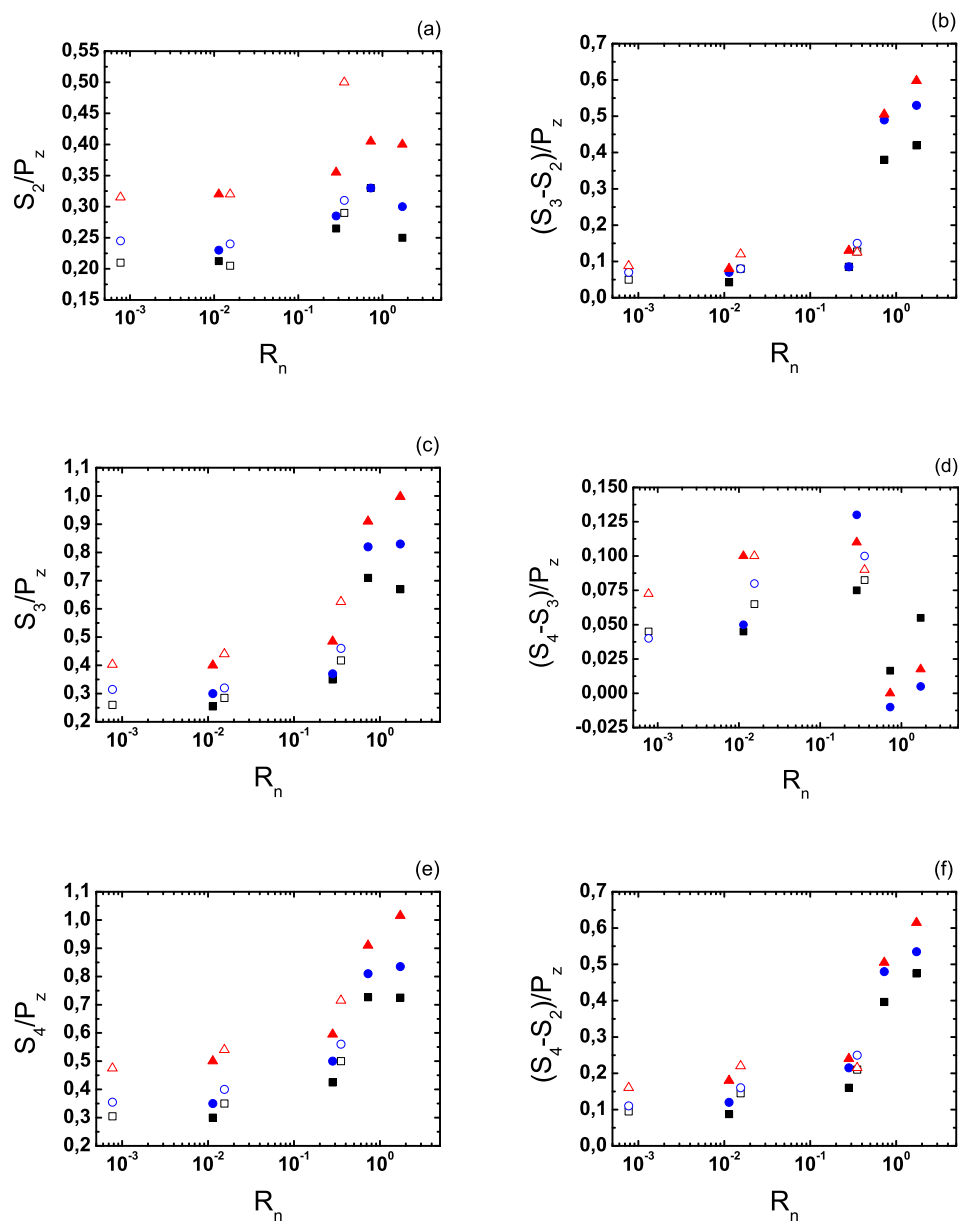 (a)
0,55
0,50
0,45
0,40
0,35
0,30
0,25
0,20
0,15
S₂/P_z
10⁻³ 10⁻² 10⁻¹ 10⁰
Rₙ
(b)
0,7
0,6
0,5
0,4
0,3
0,2
0,1
0,0
(S₃-S₂)/P_z
10⁻³ 10⁻² 10⁻¹ 10⁰
Rₙ
(c)
1,1
1,0
0,9
0,8
0,7
0,6
0,5
0,4
0,3
0,2
S₃/P_z
10⁻³ 10⁻² 10⁻¹ 10⁰
Rₙ
(d)
0,150
0,125
0,100
0,075
0,050
0,025
0,000
-0,025
(S₄-S₃)/P_z
10⁻³ 10⁻² 10⁻¹ 10⁰
Rₙ
(e)
1,1
1,0
0,9
0,8
0,7
0,6
0,5
0,4
0,3
0,2
S₄/P_z
10⁻³ 10⁻² 10⁻¹ 10⁰
Rₙ
(f)
0,7
0,6
0,5
0,4
0,3
0,2
0,1
0,0
(S₄-S₂)/P_z
10⁻³ 10⁻² 10⁻¹ 10⁰
Rₙ